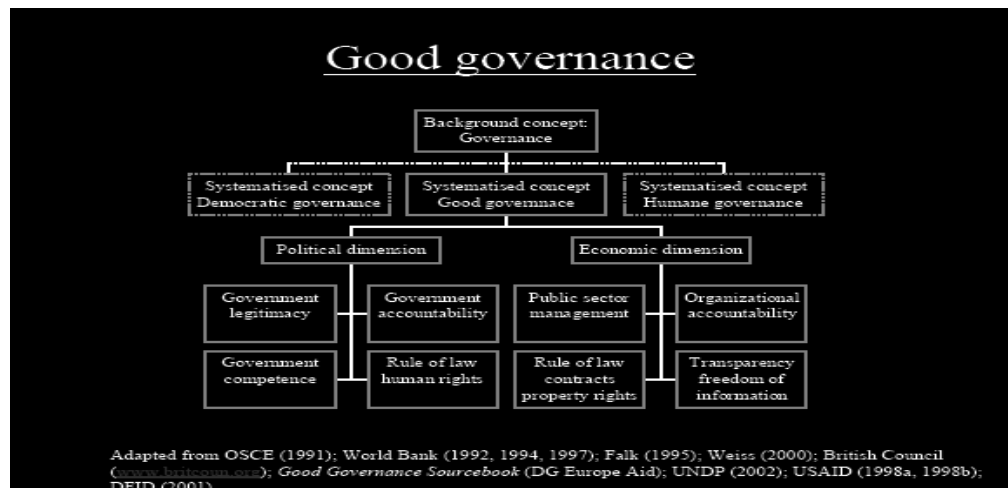 Good governance
Background concept:
Governance
Systematised concept
Democratic governance
Systematised concept
Good governnace
Systematised concept
Humane governance
Political dimension
Economic dimension
Government
legitimacy
Government
accountability
Public sector
management
Organizational
accountability
Government
competence
Rule of law
human rights
Rule of law
contracts
property rights
Transparency
freedom of
information
Adapted from OSCE (1991); World Bank (1992, 1994, 1997); Falk (1995); Weiss (2000); British Council
(www.britcoun.org); Good Governance Sourcebook (DG Europe Aid); UNDP (2002); USAID (1998a, 1998b);
DFID (2001)